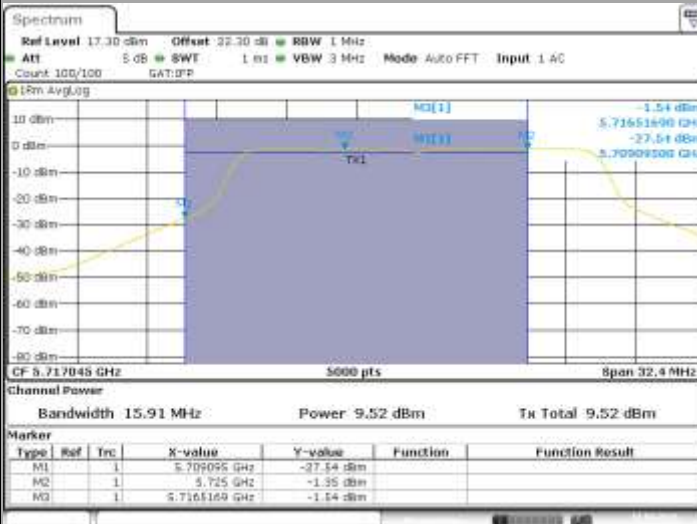 Spectrum
Ref Level 17.30 dBm Offset 22.30 dB RBW 1 MHz
Att 5 dB SWT 1 ms VBW 3 MHz Mode Auto FFT Input 1 AC
Count 100/100 GAT:IFP
1Rm AvgLog
M3[1] -1.54 dBm
5.71651690 GHz
10 dBm
M1[1] -27.54 dBm
5.70909500 GHz
0 dBm
M3
M2
TX1
-10 dBm
-20 dBm
M1
-30 dBm
-40 dBm
-50 dBm
-60 dBm
-70 dBm
-80 dBm
CF 5.717045 GHz 5000 pts Span 32.4 MHz
Channel Power
Bandwidth 15.91 MHz Power 9.52 dBm Tx Total 9.52 dBm
Marker
Type Ref Trc X-value Y-value Function Function Result
M1 1 5.709095 GHz -27.54 dBm
M2 1 5.725 GHz -1.35 dBm
M3 1 5.7165169 GHz -1.54 dBm